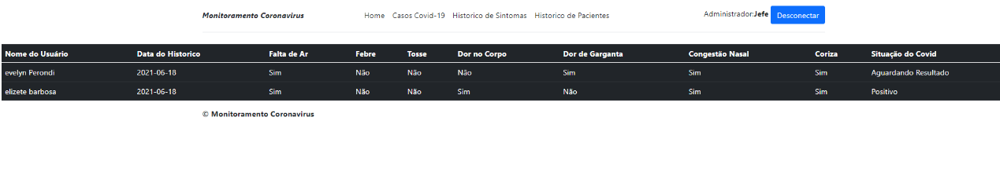 Monitoramento Coronavirus Home Casos Covid-19 Historico de Sintomas Historico de Pacientes Administrador:Jefe Desconectar
Nome do Usuário Data do Historico Falta de Ar Febre Tosse Dor no Corpo Dor de Garganta Congestão Nasal Coriza Situação do Covid
evelyn Perondi 2021-06-18 Sim Não Não Não Sim Sim Sim Aguardando Resultado
elizete barbosa 2021-06-18 Sim Não Não Sim Não Sim Sim Positivo
© Monitoramento Coronavirus